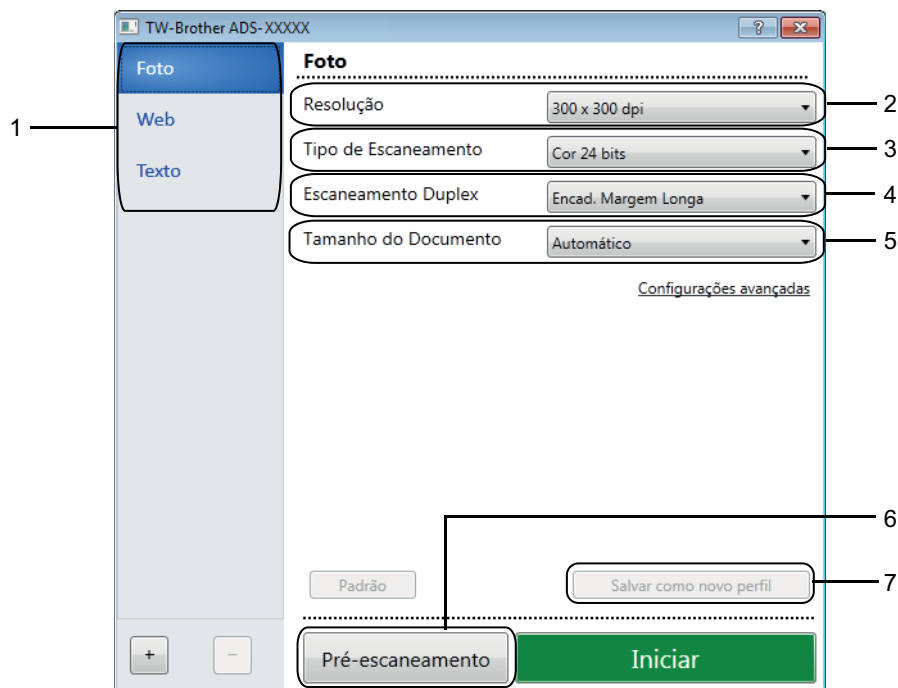 TW-Brother ADS-XXXXX
?
Foto
Web
Texto
1
Foto
Resolução 300 x 300 dpi 2
Tipo de Escaneamento Cor 24 bits 3
Escaneamento Duplex Encad. Margem Longa 4
Tamanho do Documento Automático 5
Configurações avançadas
6
Padrão Salvar como novo perfil 7
+ −
Pré-escaneamento Iniciar